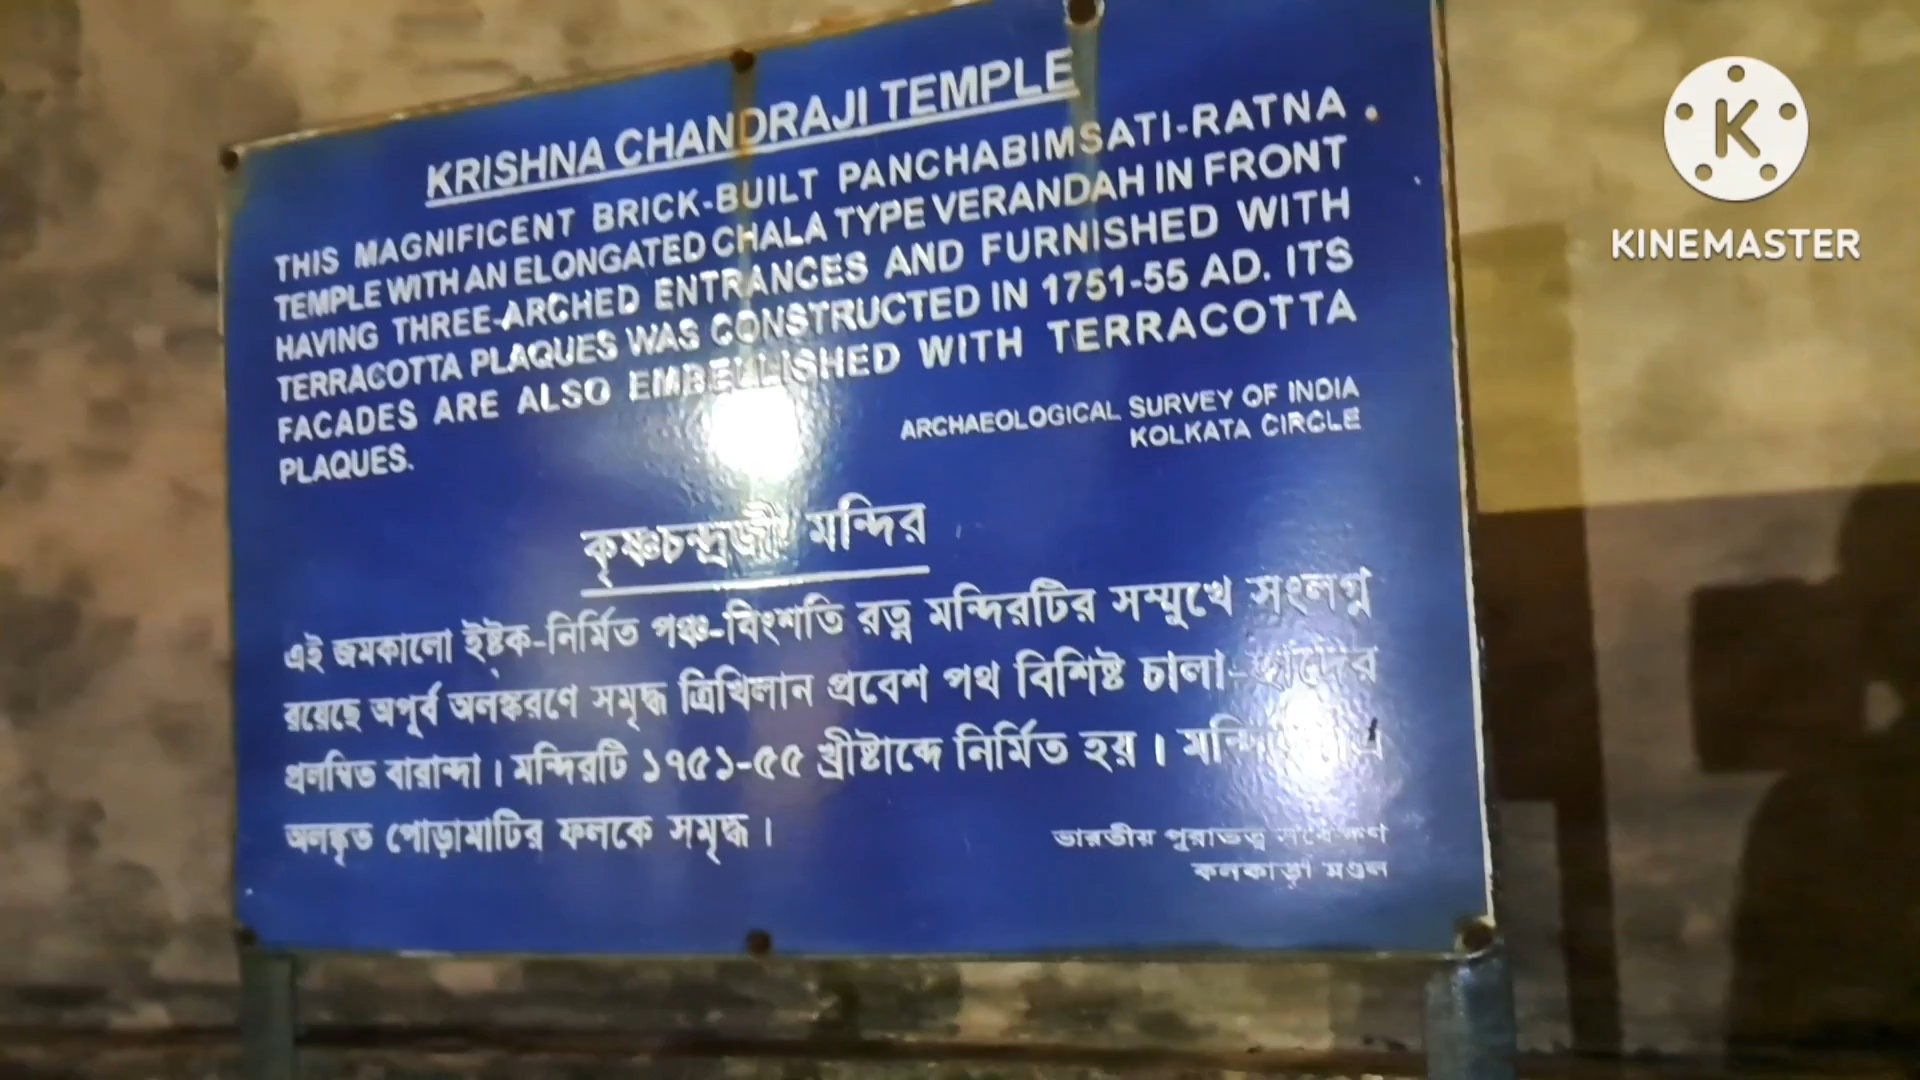 KRISHNA CHANDRAJI TEMPLE
THIS MAGNIFICENT BRICK-BUILT PANCHABIMSATI-RATNA
TEMPLE WITH AN ELONGATED CHALA TYPE VERANDAH IN FRONT
HAVING THREE-ARCHED ENTRANCES AND FURNISHED WITH
TERRACOTTA PLAQUES WAS CONSTRUCTED IN 1751-55 AD. ITS
FACADES ARE ALSO EMBELLISHED WITH TERRACOTTA
PLAQUES.
ARCHAEOLOGICAL SURVEY OF INDIA
KOLKATA CIRCLE
কৃষ্ণচন্দ্রজী মন্দির
এই জমকালো ইষ্টক-নির্মিত পঞ্চ-বিংশতি রত্ন মন্দিরটির সম্মুখে সংলগ্ন
রয়েছে অপূর্ব অলঙ্করণে সমৃদ্ধ ত্রিখিলান প্রবেশ পথ বিশিষ্ট চালা-ছাদের
প্রলম্বিত বারান্দা। মন্দিরটি ১৭৫১-৫৫ খ্রীষ্টাব্দে নির্মিত হয়।
অলঙ্কৃত পোড়ামাটির ফলকে সমৃদ্ধ।
ভারতীয় পুরাতত্ত্ব সর্বেক্ষণ
কলকাতা মণ্ডল
K
KINEMASTER